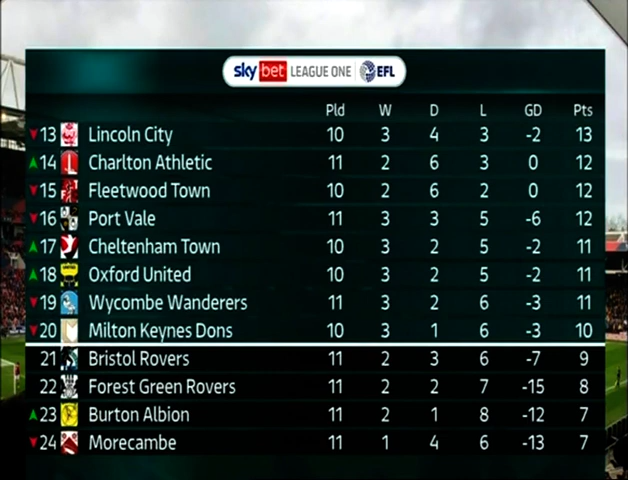 sky bet LEAGUE ONE EFL
Pld W D L GD Pts
13 Lincoln City 10 3 4 3 -2 13
14 Charlton Athletic 11 2 6 3 0 12
15 Fleetwood Town 10 2 6 2 0 12
16 Port Vale 11 3 3 5 -6 12
17 Cheltenham Town 10 3 2 5 -2 11
18 Oxford United 10 3 2 5 -2 11
19 Wycombe Wanderers 11 3 2 6 -3 11
20 Milton Keynes Dons 10 3 1 6 -3 10
21 Bristol Rovers 11 2 3 6 -7 9
22 Forest Green Rovers 11 2 2 7 -15 8
23 Burton Albion 11 2 1 8 -12 7
24 Morecambe 11 1 4 6 -13 7